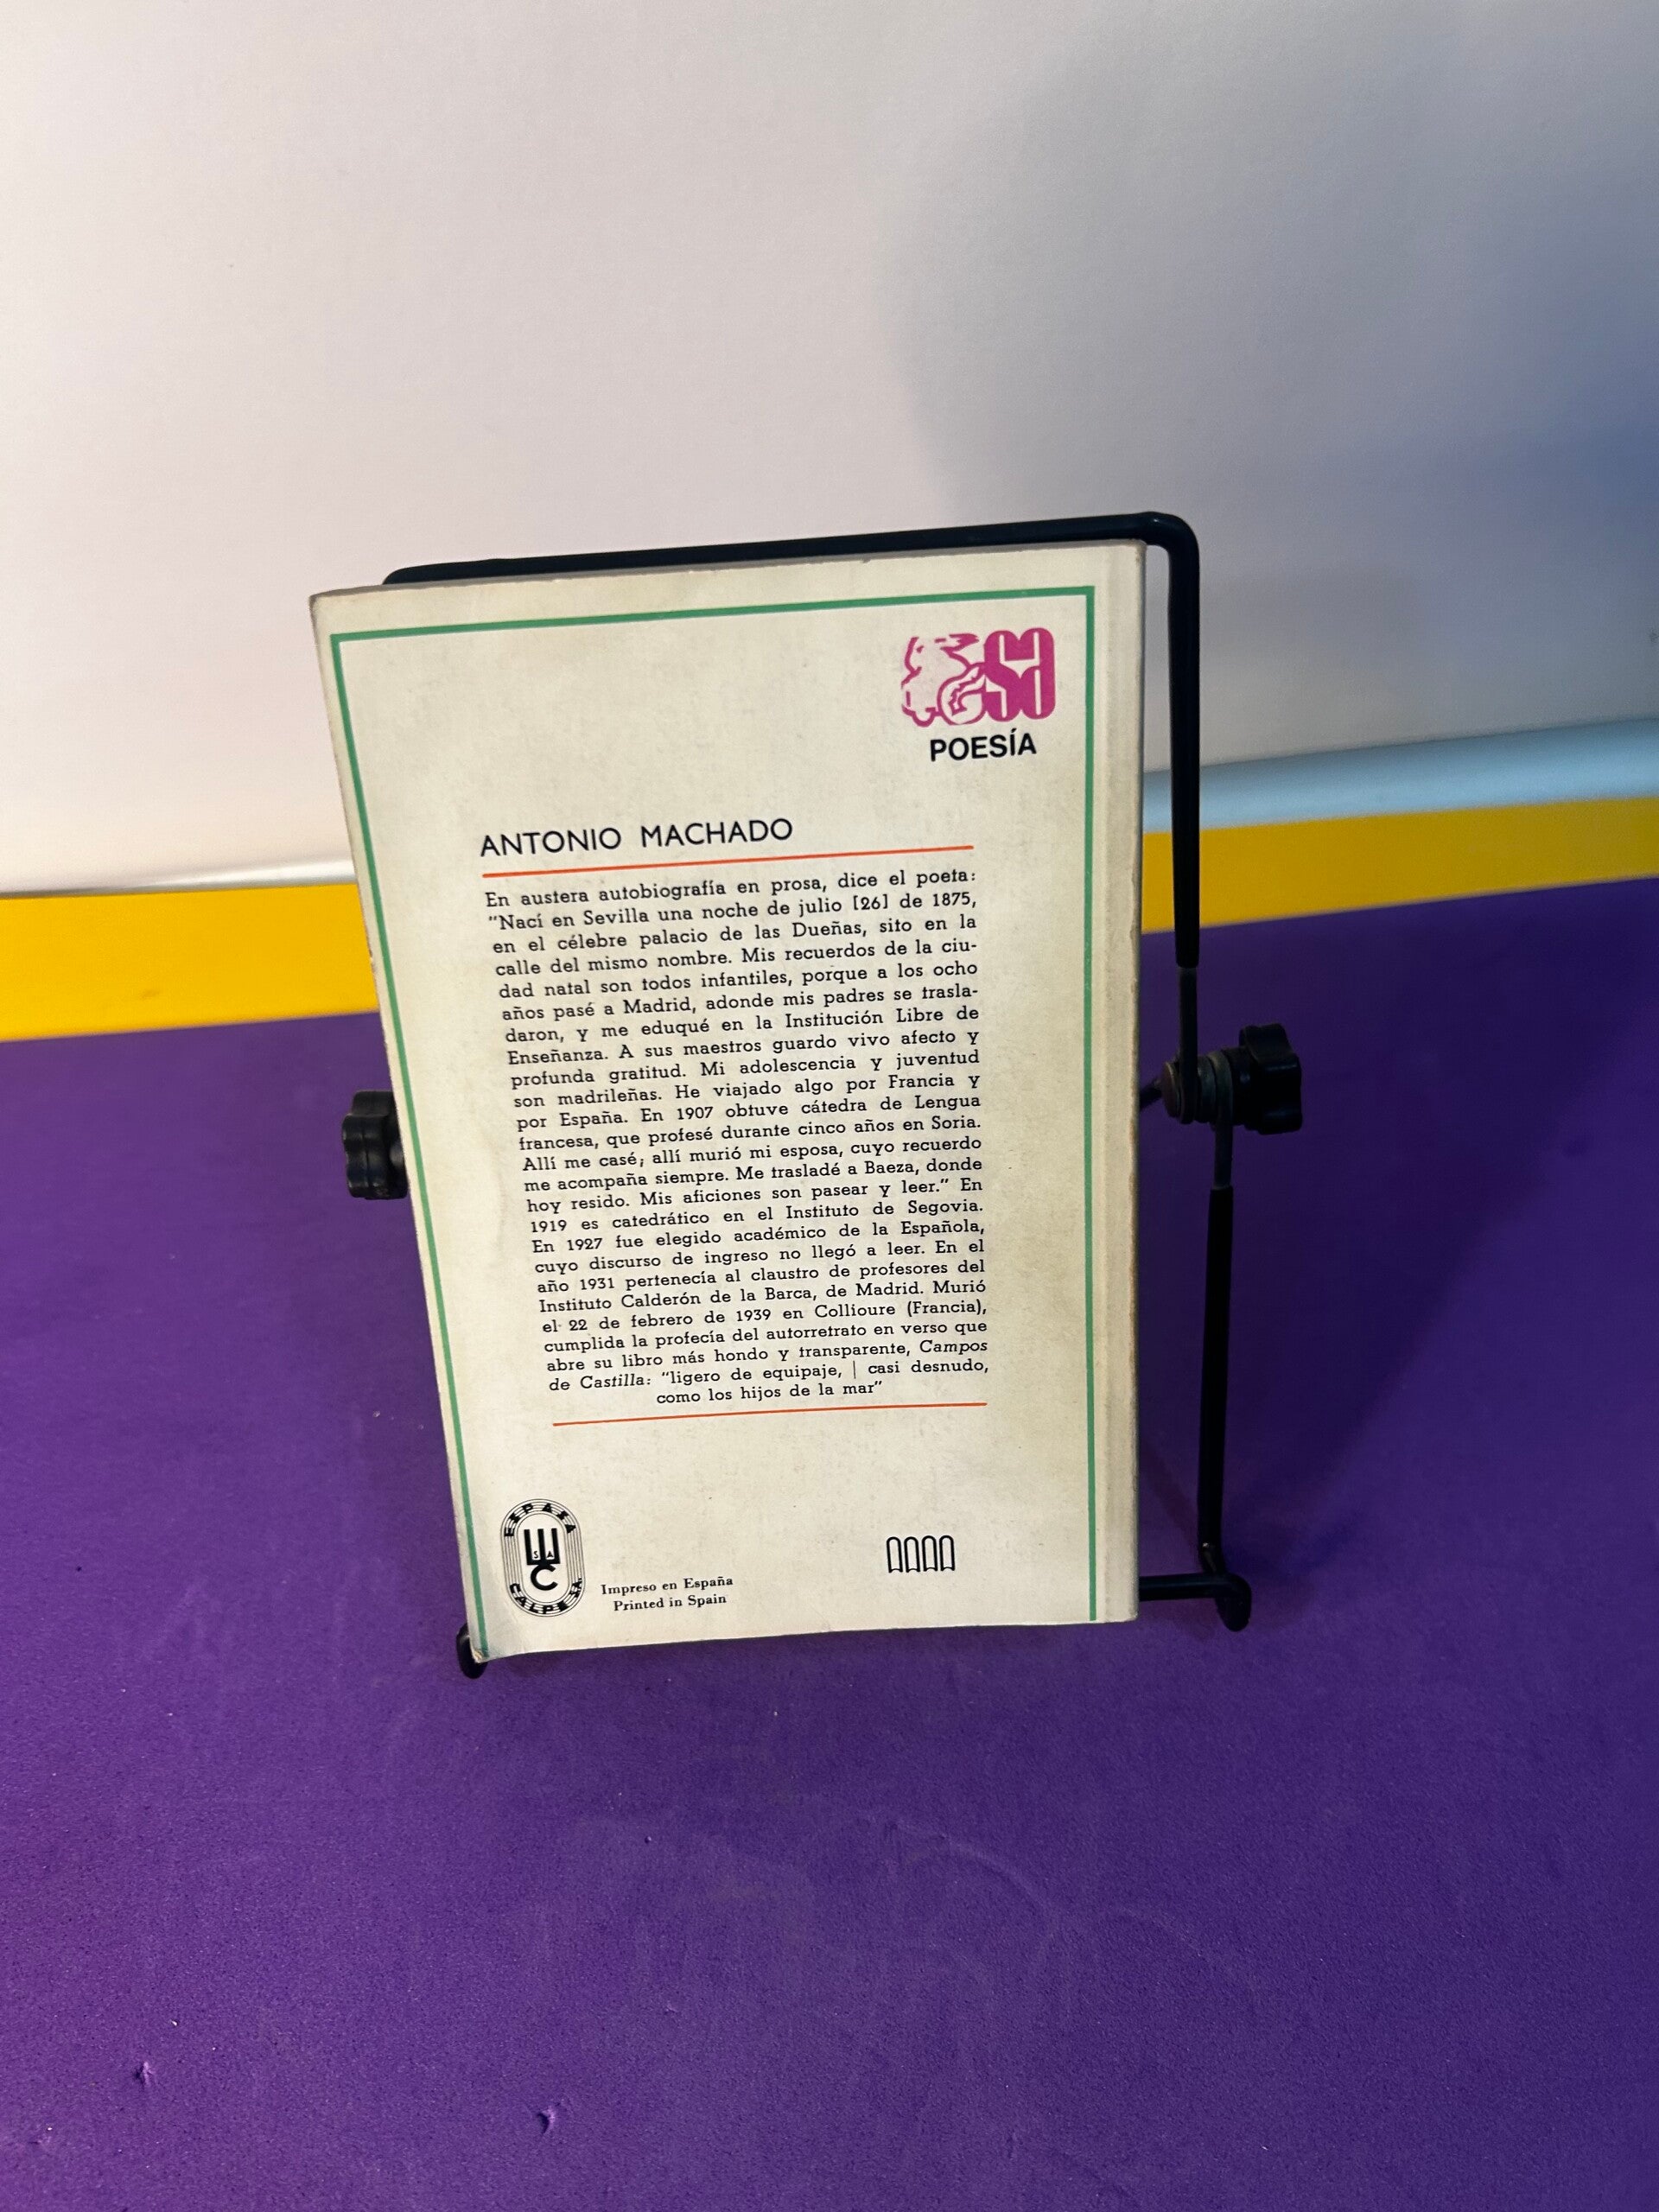 POESÍA
ANTONIO MACHADO
En austera autobiografía en prosa, dice el poeta:
"Nací en Sevilla una noche de julio [26] de 1875,
en el célebre palacio de las Dueñas, sito en la
calle del mismo nombre. Mis recuerdos de la ciu-
dad natal son todos infantiles, porque a los ocho
años pasé a Madrid, adonde mis padres se trasla-
daron, y me eduqué en la Institución Libre de
Enseñanza. A sus maestros guardo vivo afecto y
profunda gratitud. Mi adolescencia y juventud
son madrileñas. He viajado algo por Francia y
por España. En 1907 obtuve cátedra de Lengua
francesa, que profesé durante cinco años en Soria.
Allí me casé; allí murió mi esposa, cuyo recuerdo
me acompaña siempre. Me trasladé a Baeza, donde
hoy resido. Mis aficiones son pasear y leer." En
1919 es catedrático en el Instituto de Segovia.
En 1927 fue elegido académico de la Española,
cuyo discurso de ingreso no llegó a leer. En el
año 1931 pertenecía al claustro de profesores del
Instituto Calderón de la Barca, de Madrid. Murió
el 22 de febrero de 1939 en Collioure (Francia),
cumplida la profecía del autorretrato en verso que
abre su libro más hondo y transparente, Campos
de Castilla: "ligero de equipaje, | casi desnudo,
como los hijos de la mar"
ESPASA
CALPE S.A.
Impreso en España
Printed in Spain